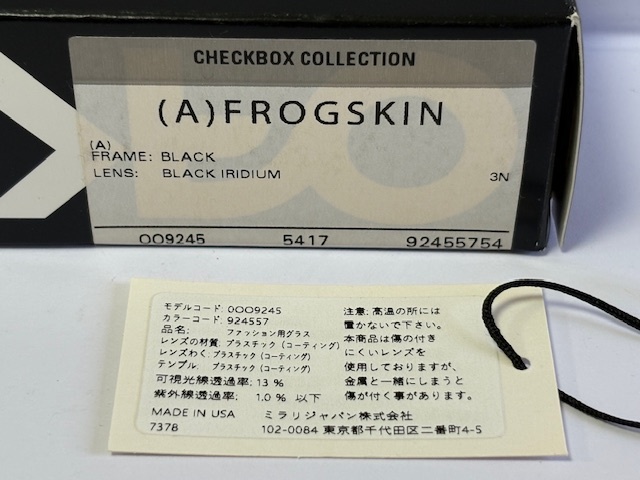 CHECKBOX COLLECTION
(A)FROGSKIN
(A)
FRAME: BLACK
LENS: BLACK IRIDIUM 3N
OO9245 5417 92455754
モデルコード: OOO9245
カラーコード: 924557
品名: ファッション用グラス
レンズの材質: プラスチック (コーティング)
レンズわく: プラスチック (コーティング)
テンプル: プラスチック (コーティング)
可視光線透過率: 13 %
紫外線透過率: 1.0 % 以下
注意: 高温の所には
置かないで下さい。
本商品は傷の付き
にくいレンズを
使用しておりますが、
金属と一緒にしまうと
傷が付く事があります。
MADE IN USA ミラリジャパン株式会社
7378 102-0084 東京都千代田区二番町4-5